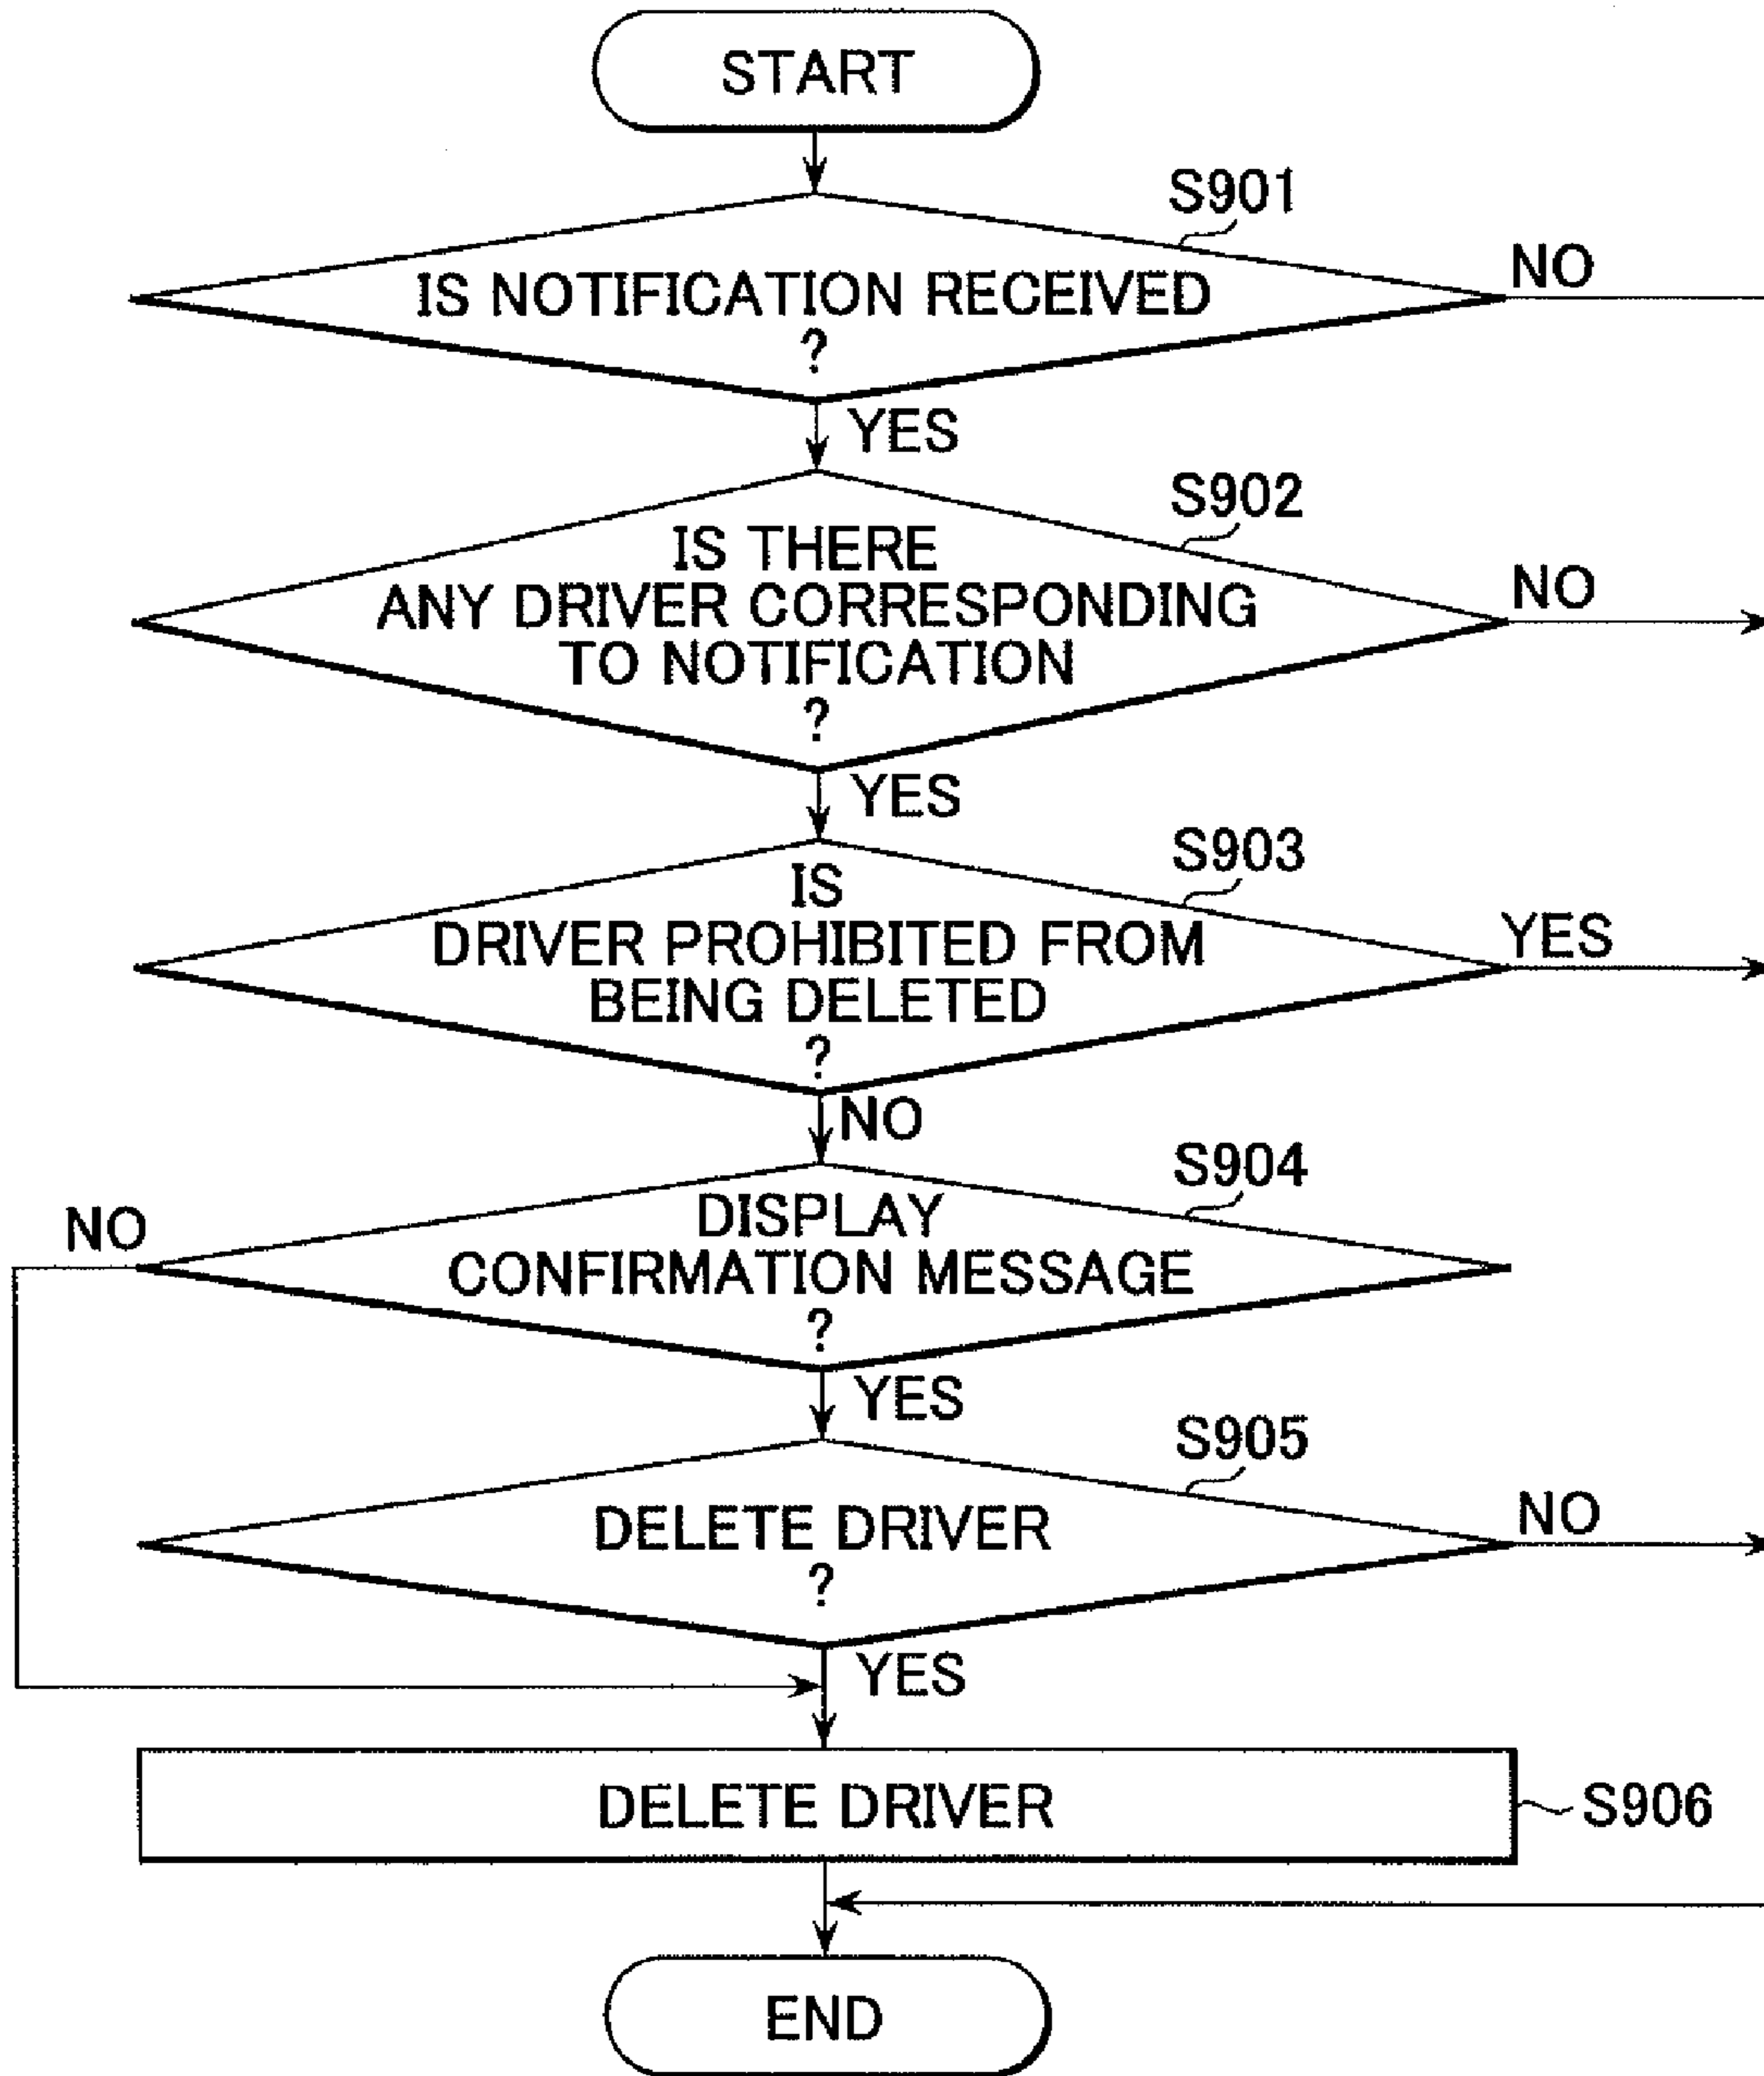 START
S901
IS NOTIFICATION RECEIVED
?
NO
YES
S902
IS THERE
ANY DRIVER CORRESPONDING
TO NOTIFICATION
?
NO
YES
S903
IS
DRIVER PROHIBITED FROM
BEING DELETED
?
YES
NO
S904
DISPLAY
CONFIRMATION MESSAGE
?
NO
YES
S905
DELETE DRIVER
?
NO
YES
DELETE DRIVER
S906
END